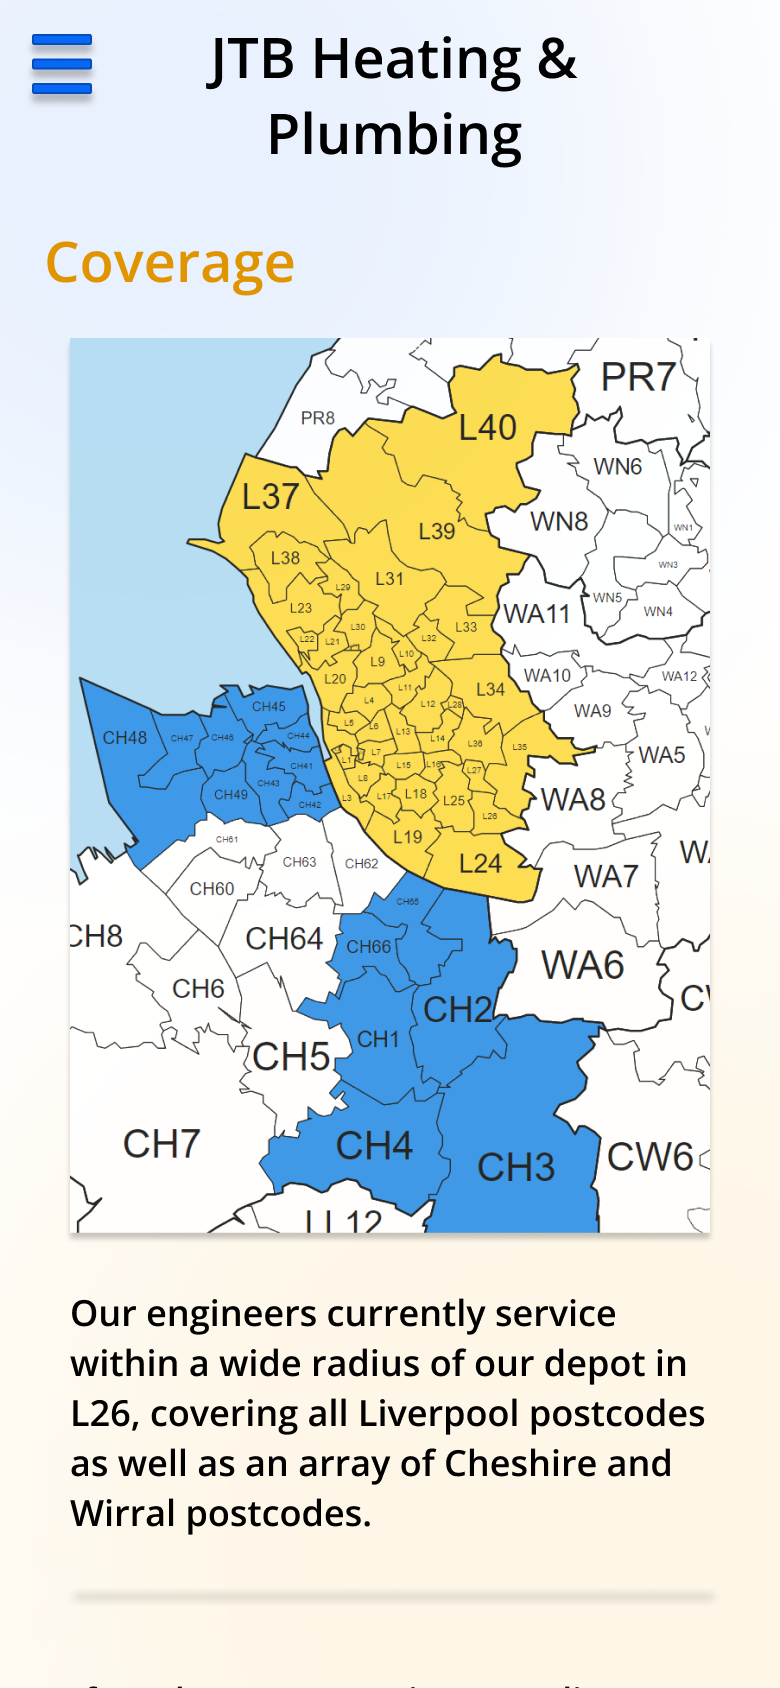 JTB Heating &
Plumbing
Coverage
PR7
PR8
L40
WN6
L37
WN8
WN1
L39
L38
WN3
L31
L29
WN5
L23
WN4
WA11
L30
L33
L22
L21
L32
L10
L9
WA10
WA12
L20
L34
L11
L4
L12
L28
CH45
WA9
L5
L6
L13
CH48
CH47
CH46
CH44
L14
L36
L35
WA5
L7
L1
CH41
L15
L16
L27
L8
CH43
CH49
L3
L17
L18
L25
WA8
CH42
L26
CH61
L19
CH63
CH62
L24
WA7
CH60
CH65
CH8
CH64
CH66
WA6
CH6
CH2
CH1
CH5
CH7
CH4
CH3
CW6
LL12
Our engineers currently service
within a wide radius of our depot in
L26, covering all Liverpool postcodes
as well as an array of Cheshire and
Wirral postcodes.